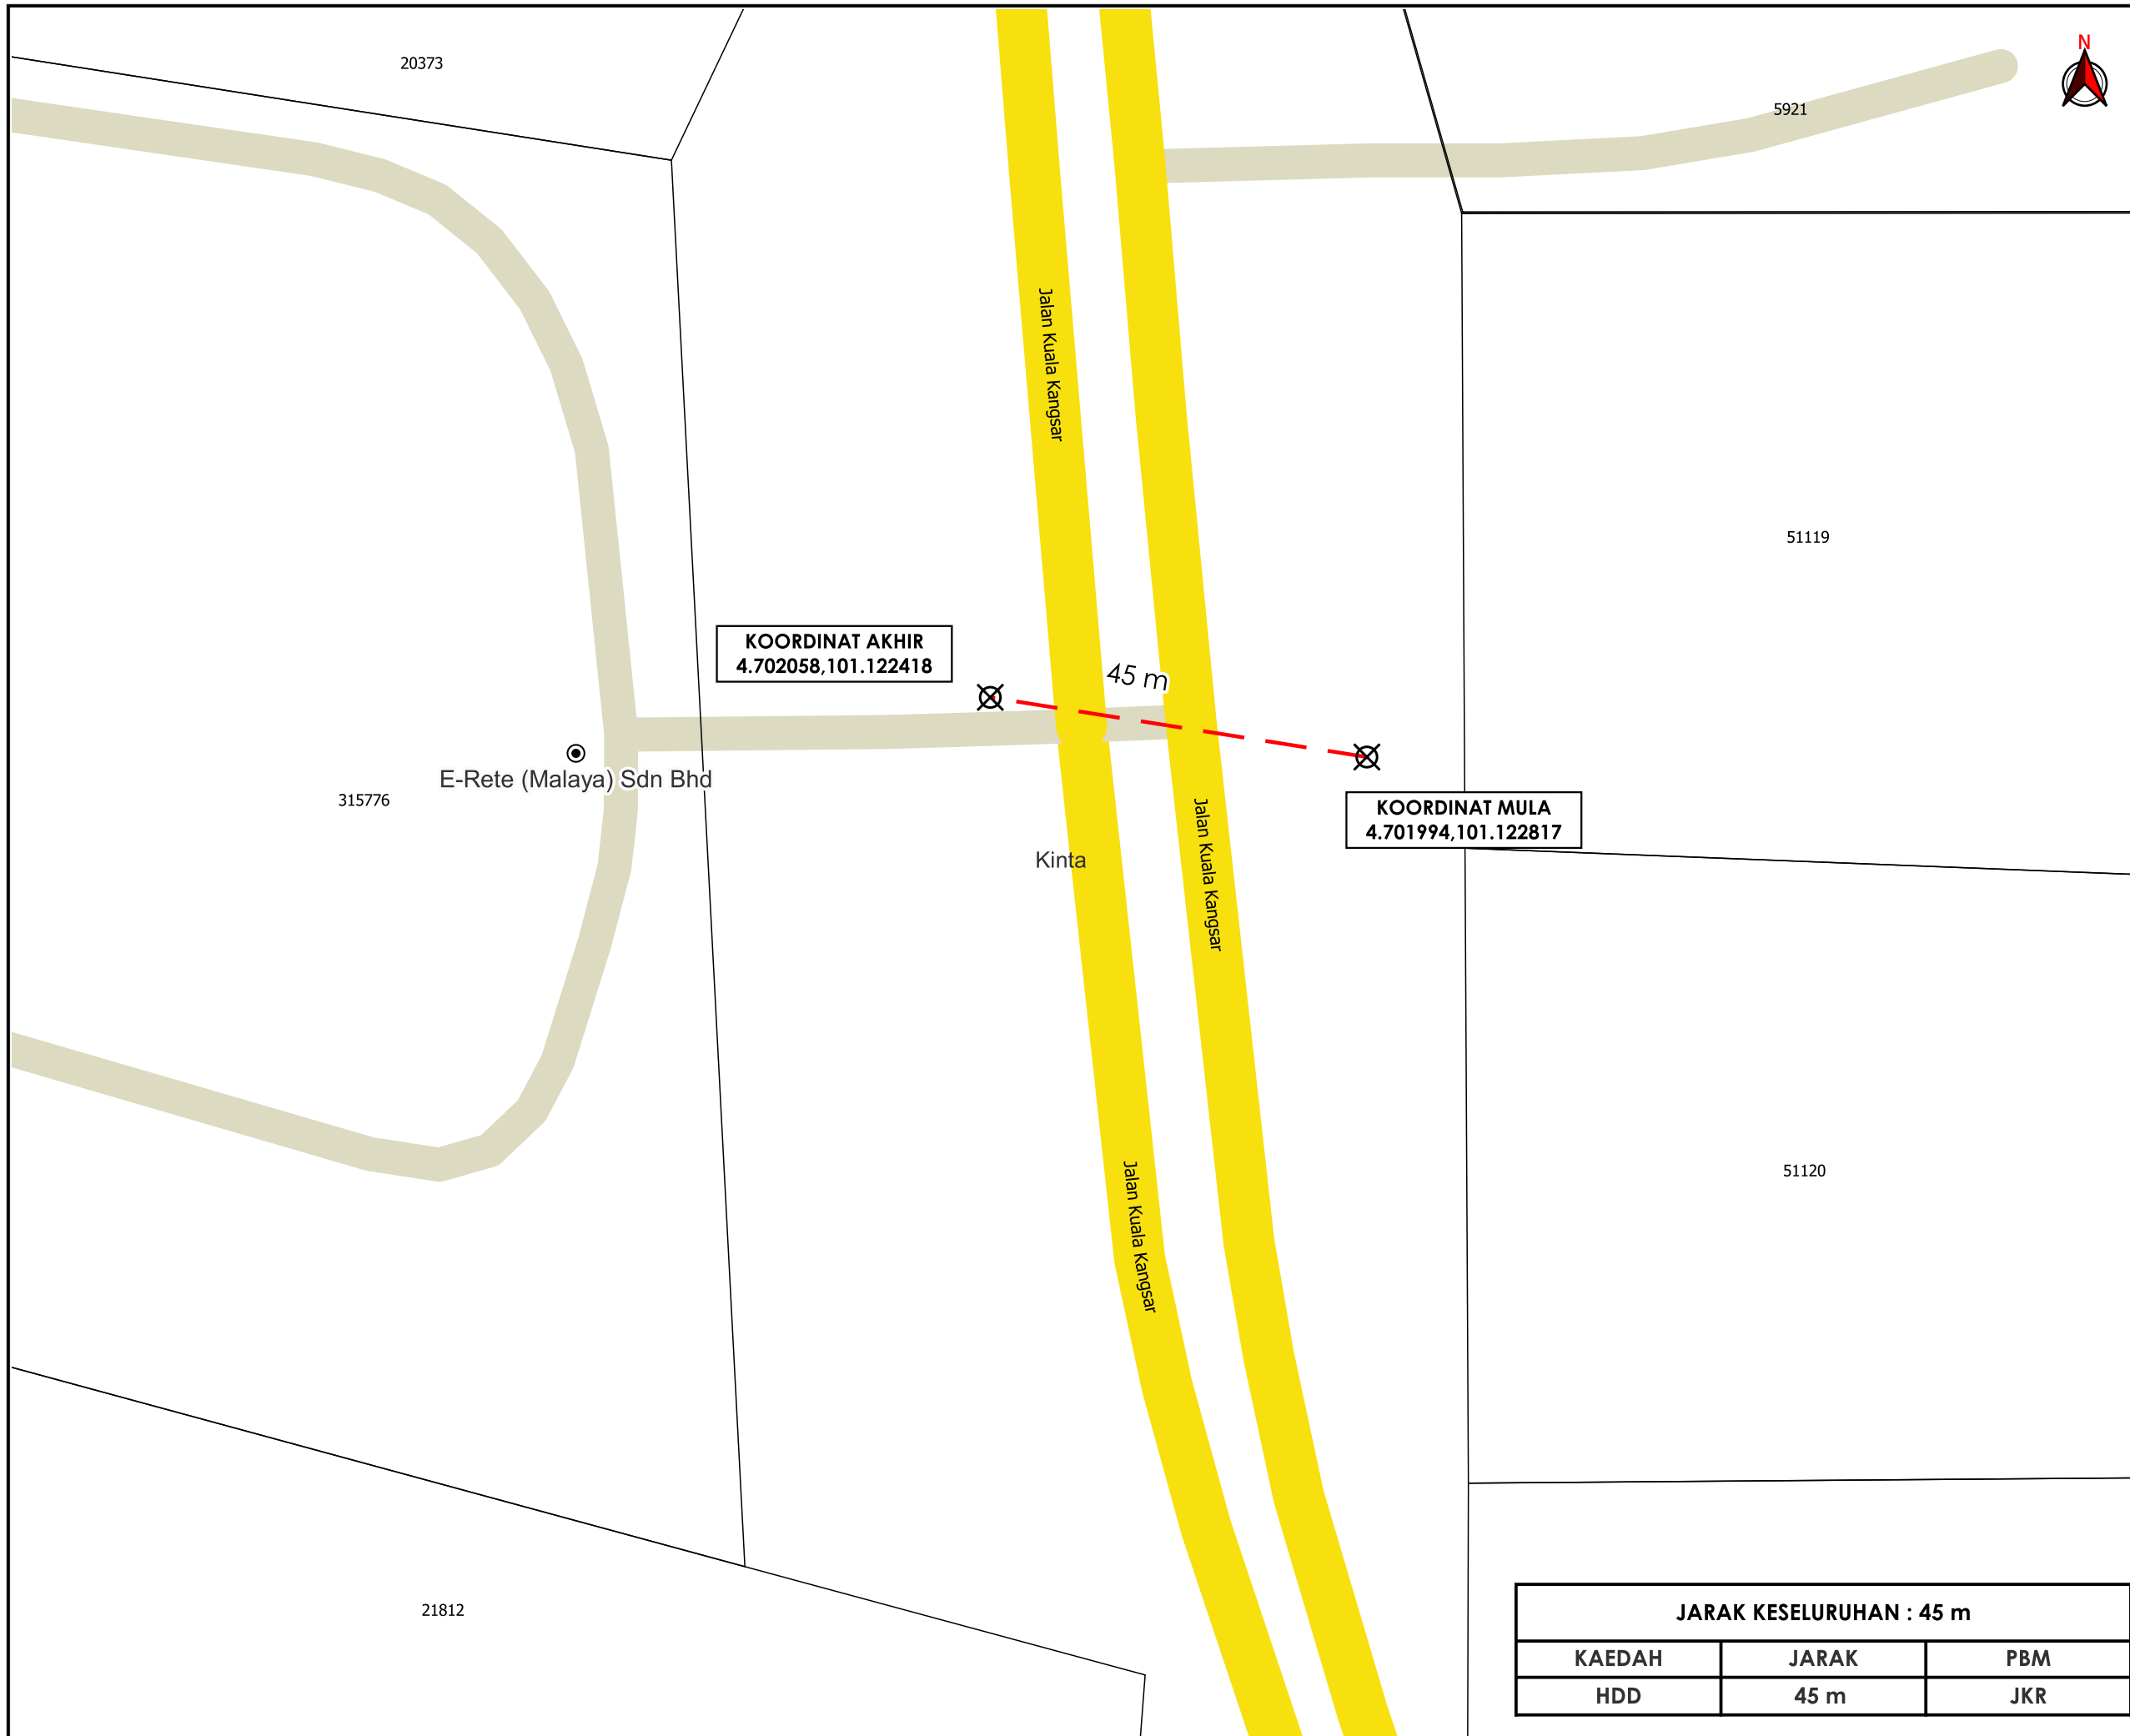 20373
N
5921
Jalan Kuala Kangsar
51119
KOORDINAT AKHIR
4.702058,101.122418
45 m
E-Rete (Malaya) Sdn Bhd
315776
KOORDINAT MULA
4.701994,101.122817
Jalan Kuala Kangsar
Kinta
51120
Jalan Kuala Kangsar
21812
JARAK KESELURUHAN : 45 m
KAEDAH JARAK PBM
HDD 45 m JKR